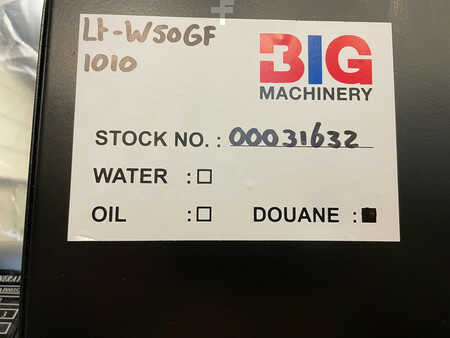 Lt-W50GF
1010
BIG
MACHINERY
STOCK NO. : 00031632
WATER : ☐
OIL : ☐ DOUANE : ■